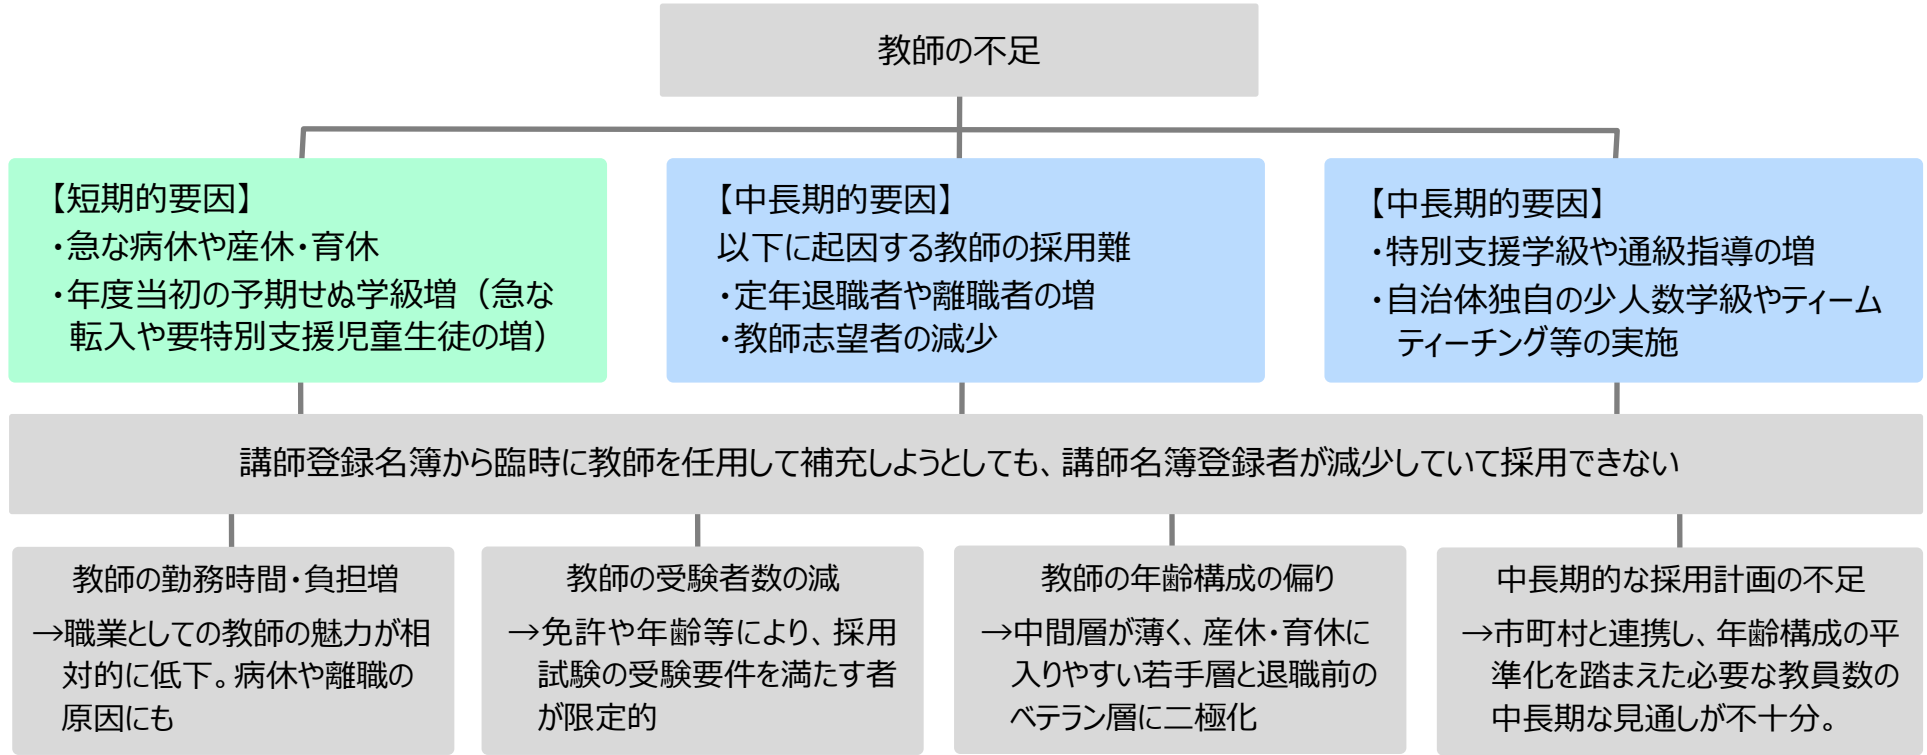 教師の不足
【短期的要因】
・急な病休や産休・育休
・年度当初の予期せぬ学級増（急な
転入や要特別支援児童生徒の増）
【中長期的要因】
以下に起因する教師の採用難
・定年退職者や離職者の増
・教師志望者の減少
【中長期的要因】
・特別支援学級や通級指導の増
・自治体独自の少人数学級やティーム
ティーチング等の実施
講師登録名簿から臨時に教師を任用して補充しようとしても、講師名簿登録者が減少していて採用できない
教師の勤務時間・負担増
→職業としての教師の魅力が相
対的に低下。病休や離職の
原因にも
教師の受験者数の減
→免許や年齢等により、採用
試験の受験要件を満たす者
が限定的
教師の年齢構成の偏り
→中間層が薄く、産休・育休に
入りやすい若手層と退職前の
ベテラン層に二極化
中長期的な採用計画の不足
→市町村と連携し、年齢構成の平
準化を踏まえた必要な教員数の
中長期な見通しが不十分。